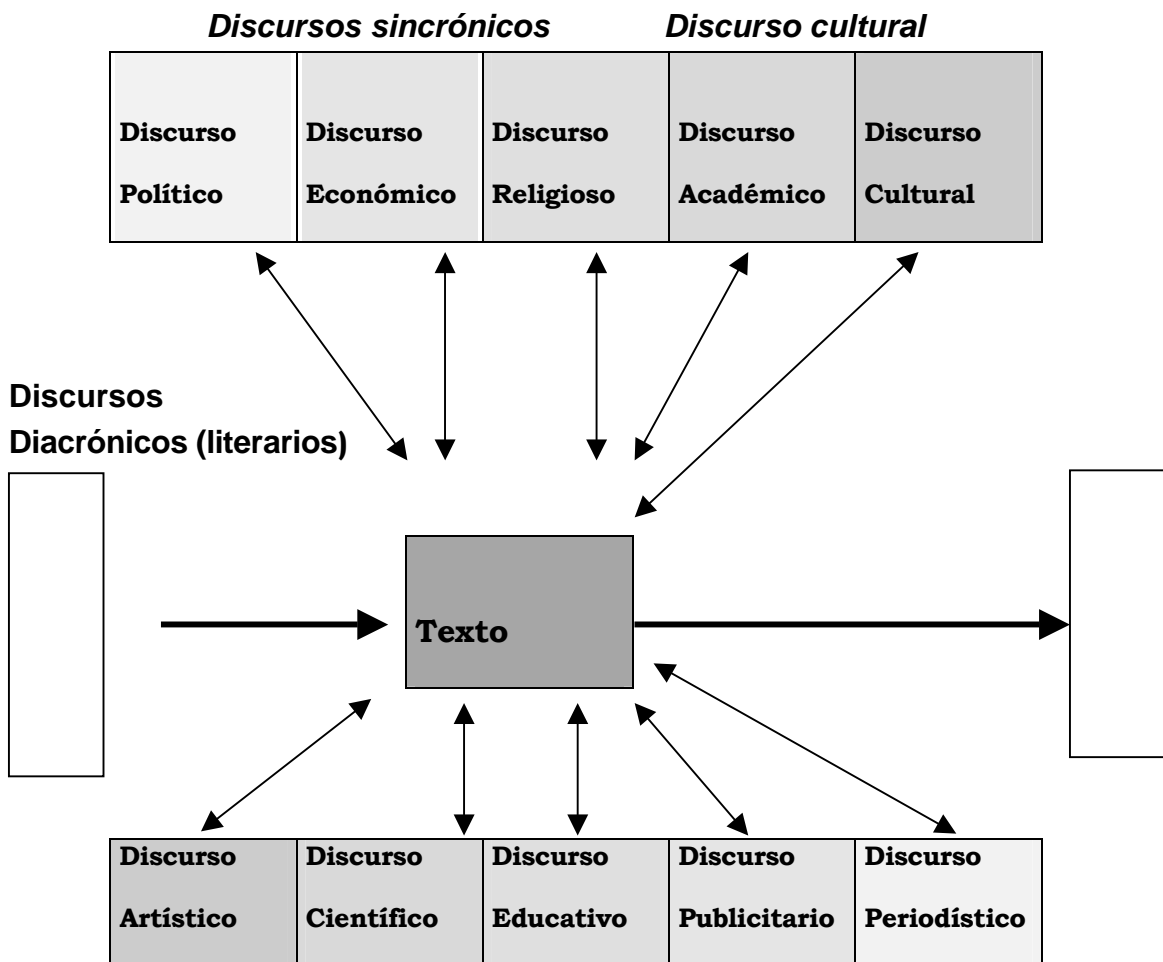 Discursos sincrónicos Discurso cultural
Discurso Discurso Discurso Discurso Discurso
Político Económico Religioso Académico Cultural
Discursos
Diacrónicos (literarios)
Texto
Discurso Discurso Discurso Discurso Discurso
Artístico Científico Educativo Publicitario Periodístico